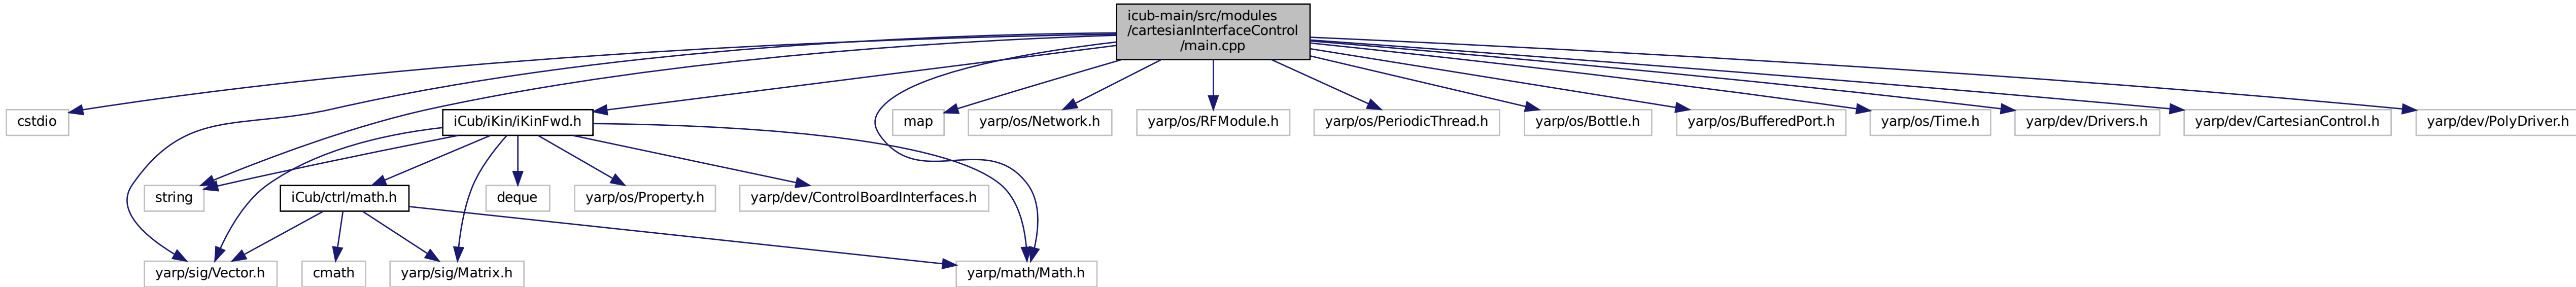 icub-main/src/modules
/cartesianInterfaceControl
/main.cpp
cstdio
iCub/iKin/iKinFwd.h
map
yarp/os/Network.h
yarp/os/RFModule.h
yarp/os/PeriodicThread.h
yarp/os/Bottle.h
yarp/os/BufferedPort.h
yarp/os/Time.h
yarp/dev/Drivers.h
yarp/dev/CartesianControl.h
yarp/dev/PolyDriver.h
string
iCub/ctrl/math.h
deque
yarp/os/Property.h
yarp/dev/ControlBoardInterfaces.h
yarp/sig/Vector.h
cmath
yarp/sig/Matrix.h
yarp/math/Math.h